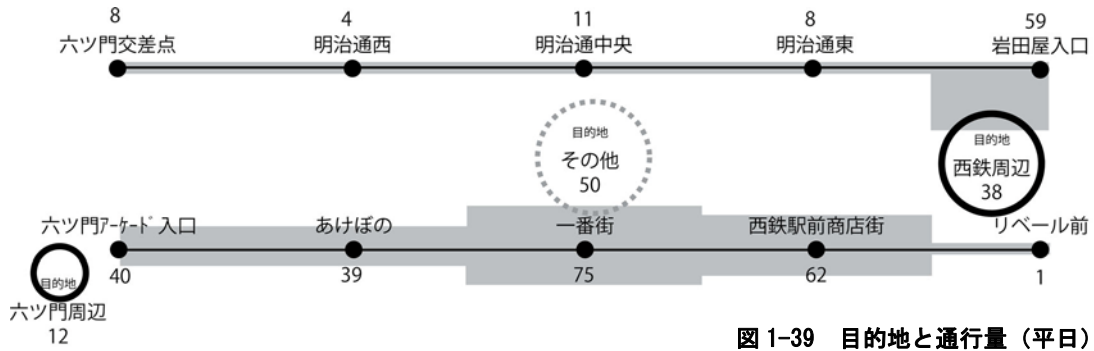 8
六ツ門交差点
4
明治通西
11
明治通中央
8
明治通東
59
岩田屋入口
目的地
その他
50
目的地
西鉄周辺
38
六ツ門ｱｰｹｰﾄﾞ入口
40
あけぼの
39
一番街
75
西鉄駅前商店街
62
リベール前
1
目的地
六ツ門周辺
12
図 1-39 目的地と通行量（平日）